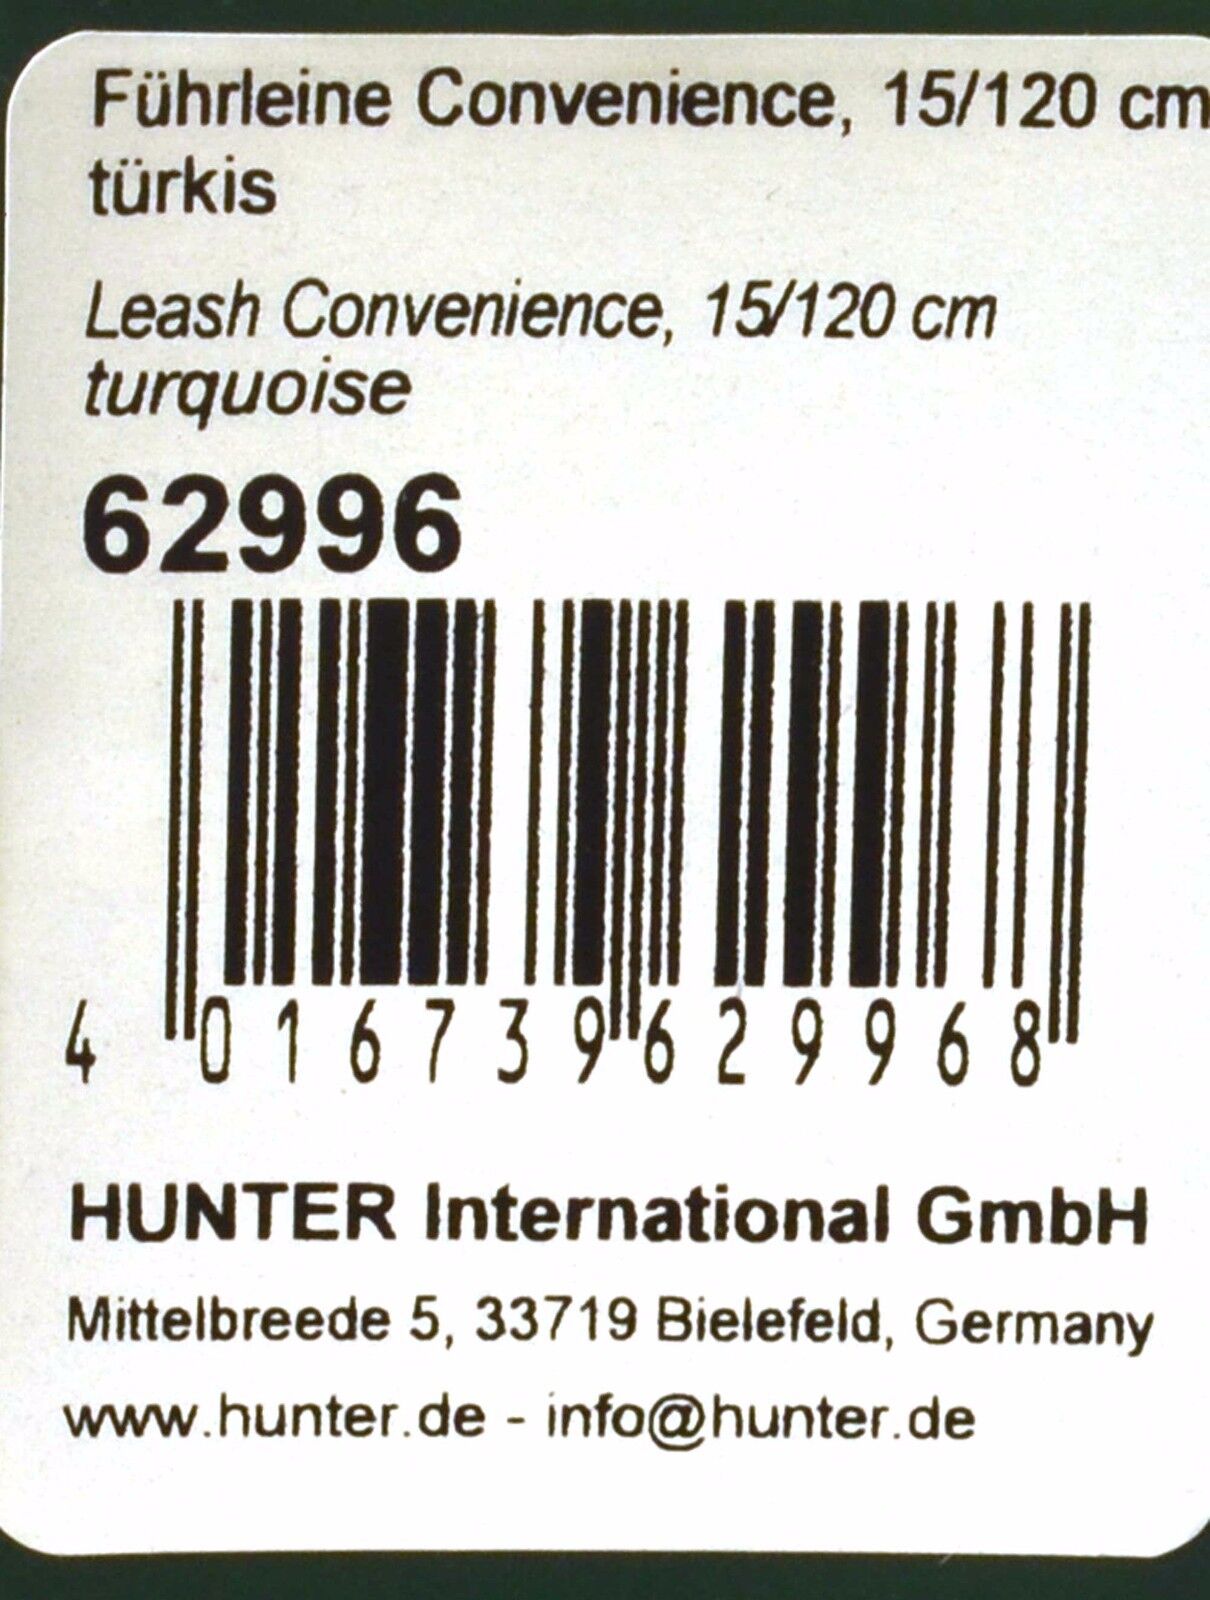 Führleine Convenience, 15/120 cm
türkis
Leash Convenience, 15/120 cm
turquoise
62996
4 016739 629968
HUNTER International GmbH
Mittelbreede 5, 33719 Bielefeld, Germany
www.hunter.de - info@hunter.de